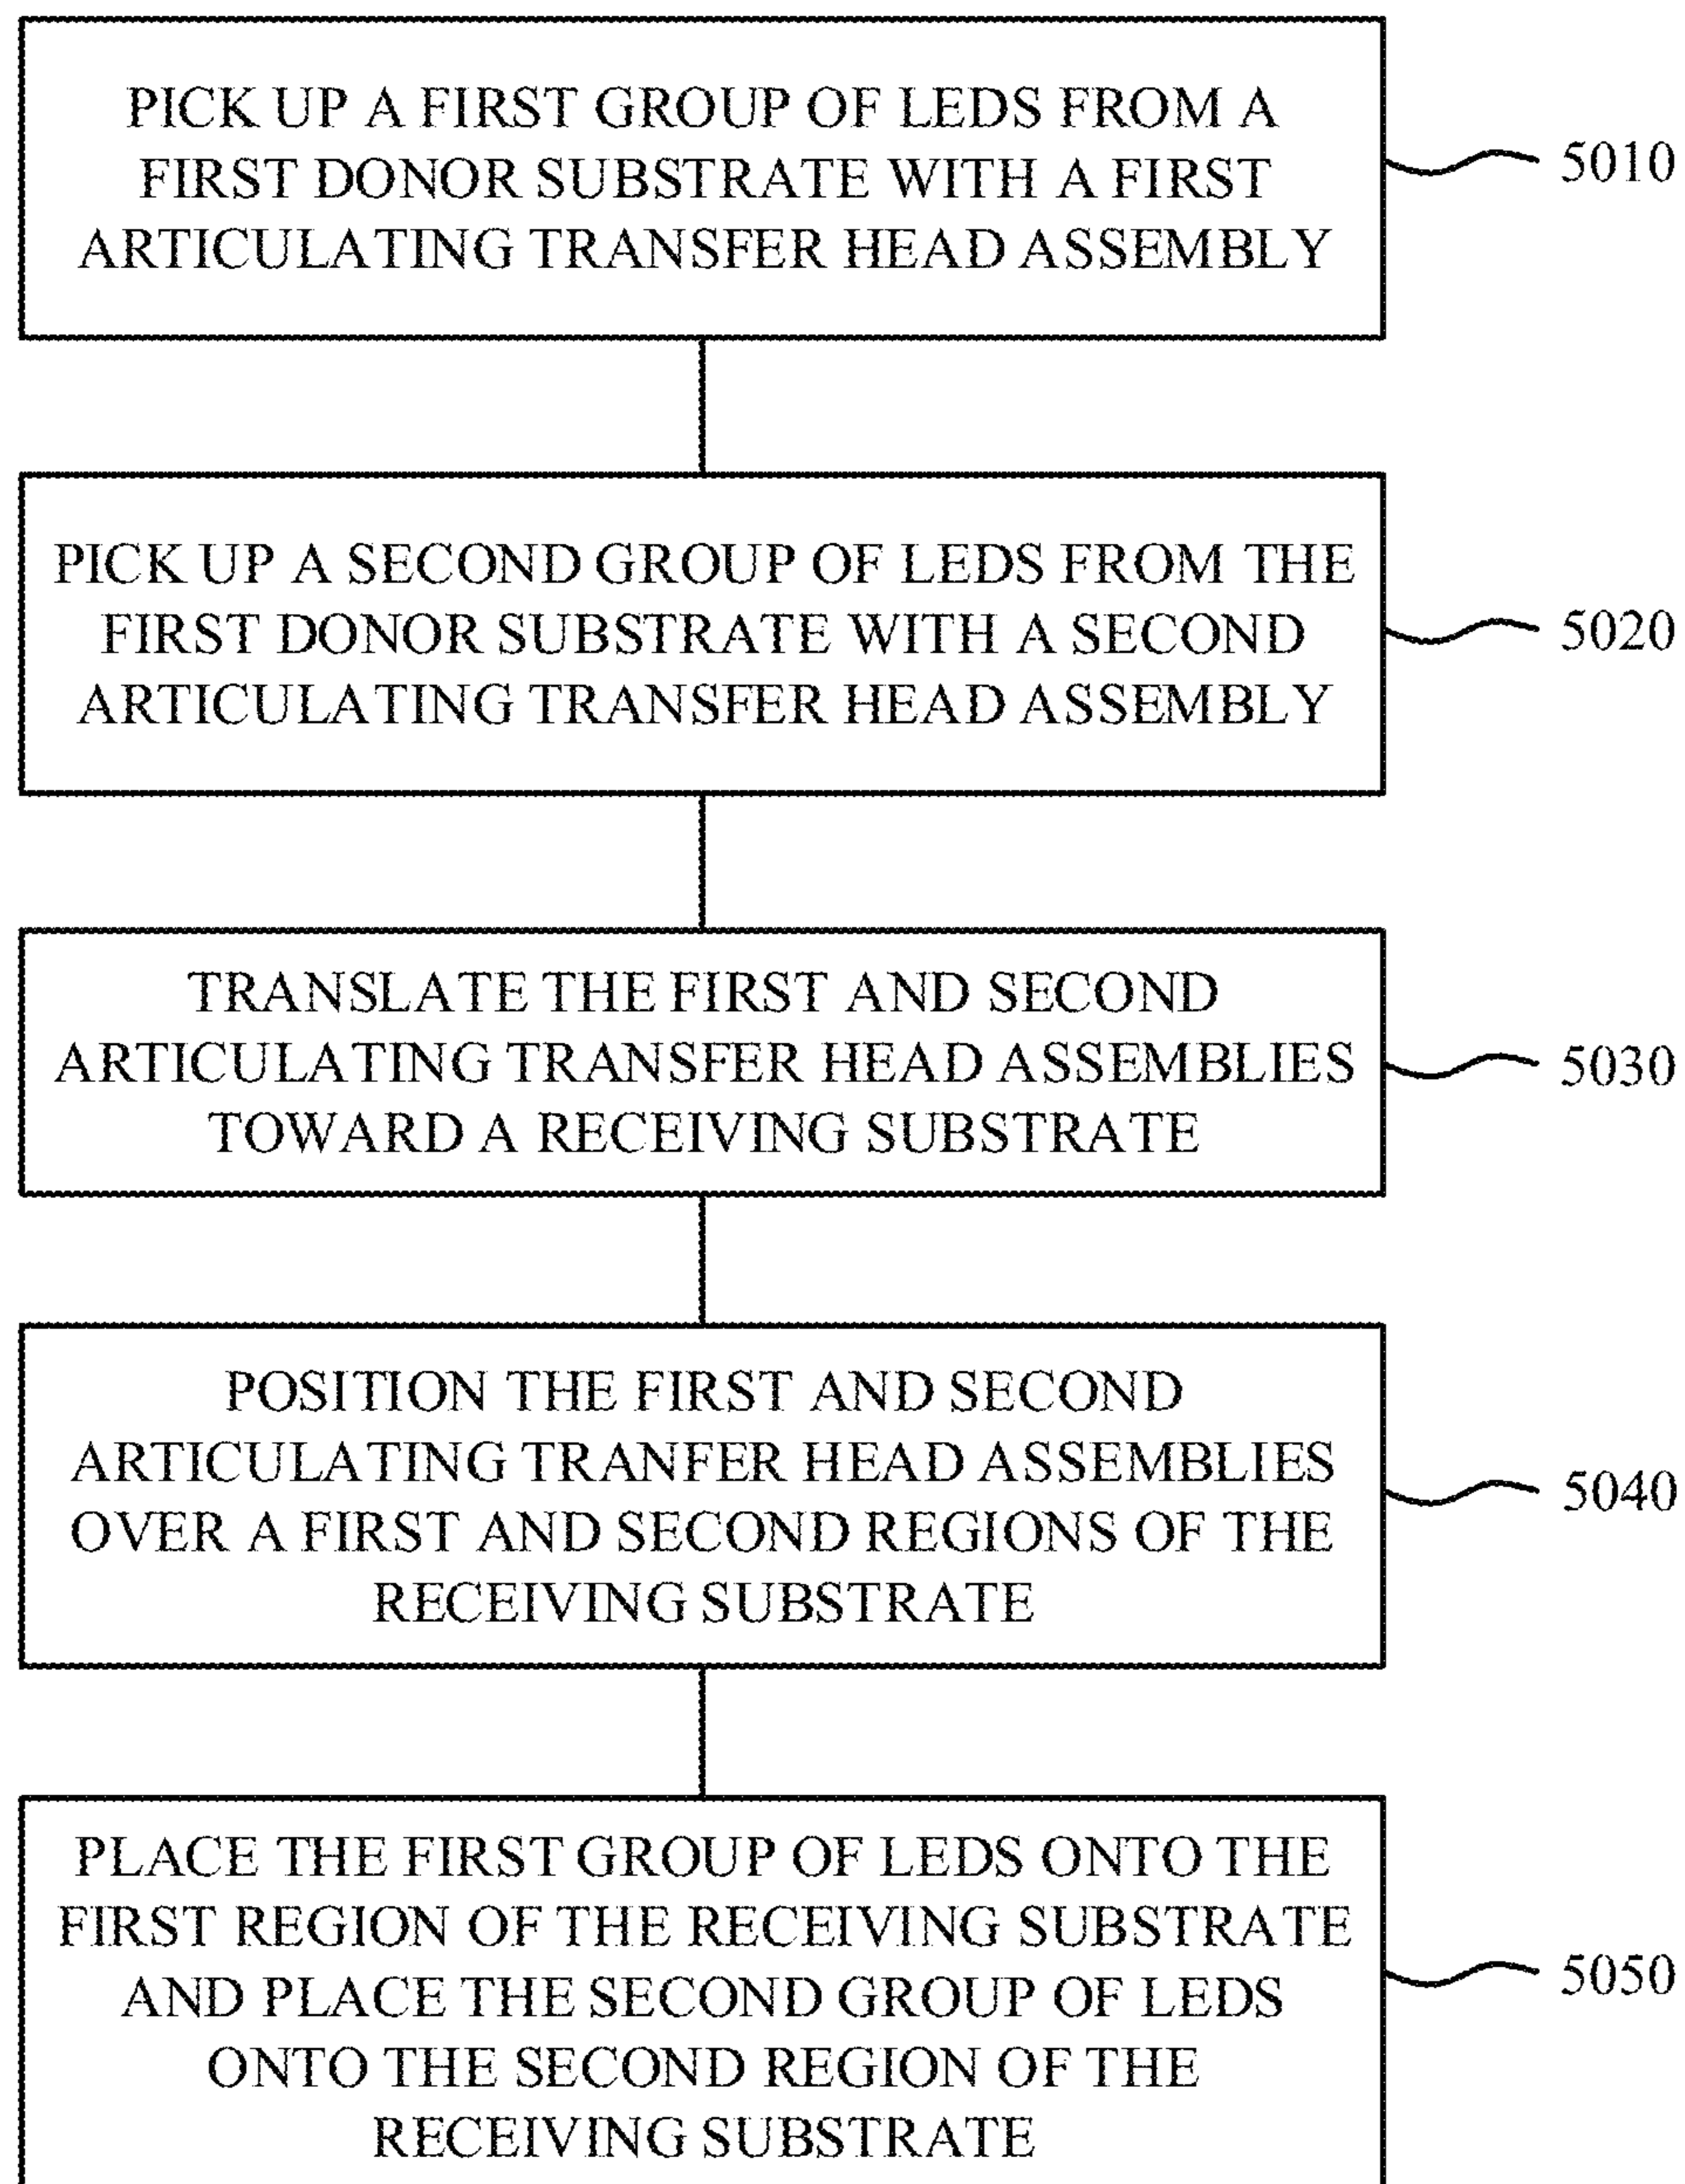 PICK UP A FIRST GROUP OF LEDS FROM A
FIRST DONOR SUBSTRATE WITH A FIRST
ARTICULATING TRANSFER HEAD ASSEMBLY
5010
PICK UP A SECOND GROUP OF LEDS FROM THE
FIRST DONOR SUBSTRATE WITH A SECOND
ARTICULATING TRANSFER HEAD ASSEMBLY
5020
TRANSLATE THE FIRST AND SECOND
ARTICULATING TRANSFER HEAD ASSEMBLIES
TOWARD A RECEIVING SUBSTRATE
5030
POSITION THE FIRST AND SECOND
ARTICULATING TRANFER HEAD ASSEMBLIES
OVER A FIRST AND SECOND REGIONS OF THE
RECEIVING SUBSTRATE
5040
PLACE THE FIRST GROUP OF LEDS ONTO THE
FIRST REGION OF THE RECEIVING SUBSTRATE
AND PLACE THE SECOND GROUP OF LEDS
ONTO THE SECOND REGION OF THE
RECEIVING SUBSTRATE
5050